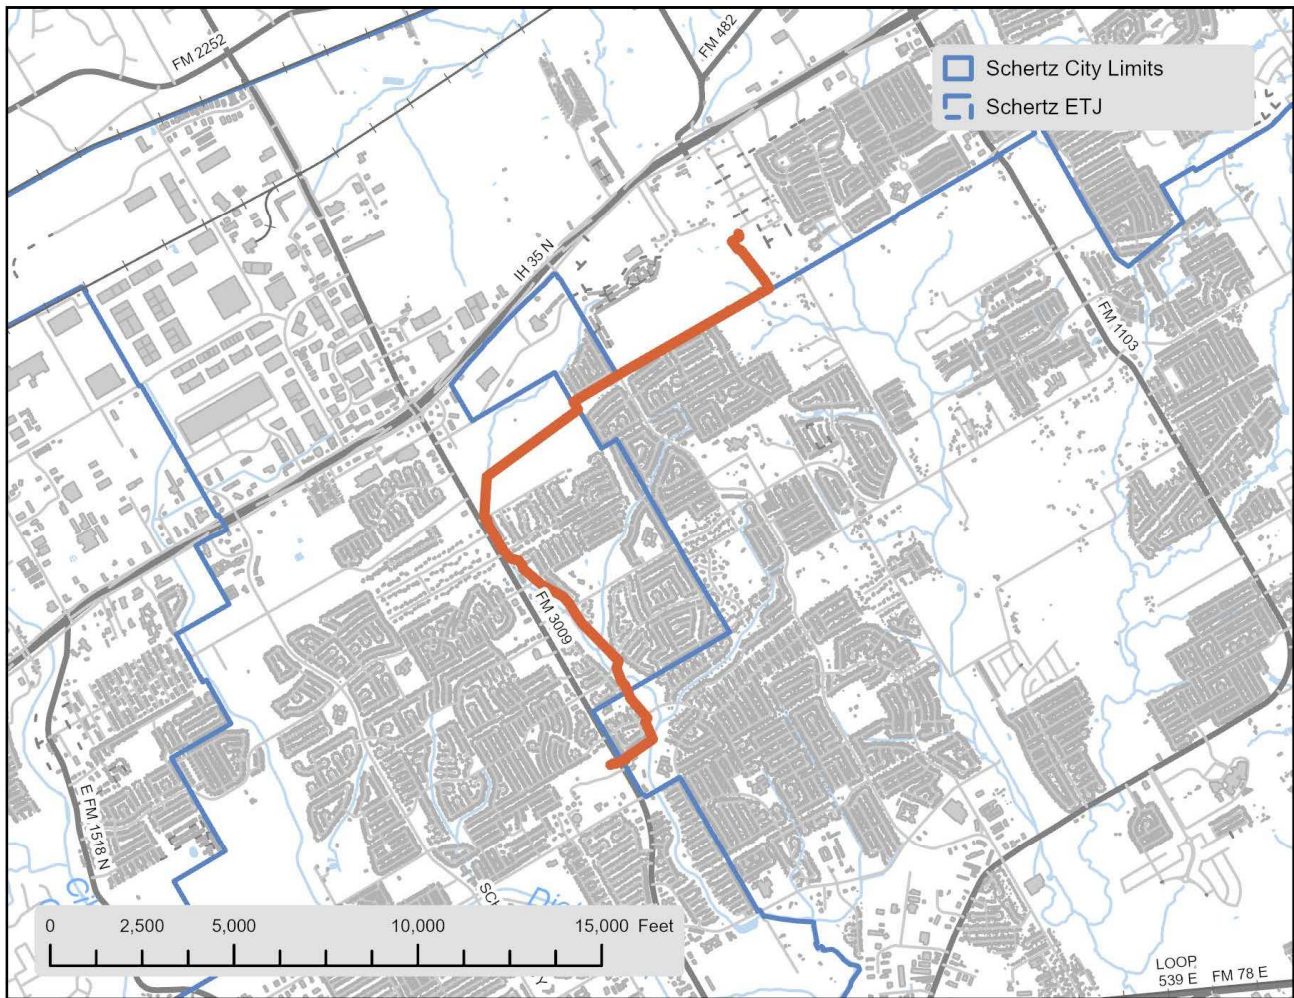 FM 2252
FM 482
Schertz City Limits
Schertz ETJ
IH 35 N
FM 1103
FM 3009
E FM 1518 N
0 2,500 5,000 10,000 15,000 Feet
LOOP
539 E
FM 78 E